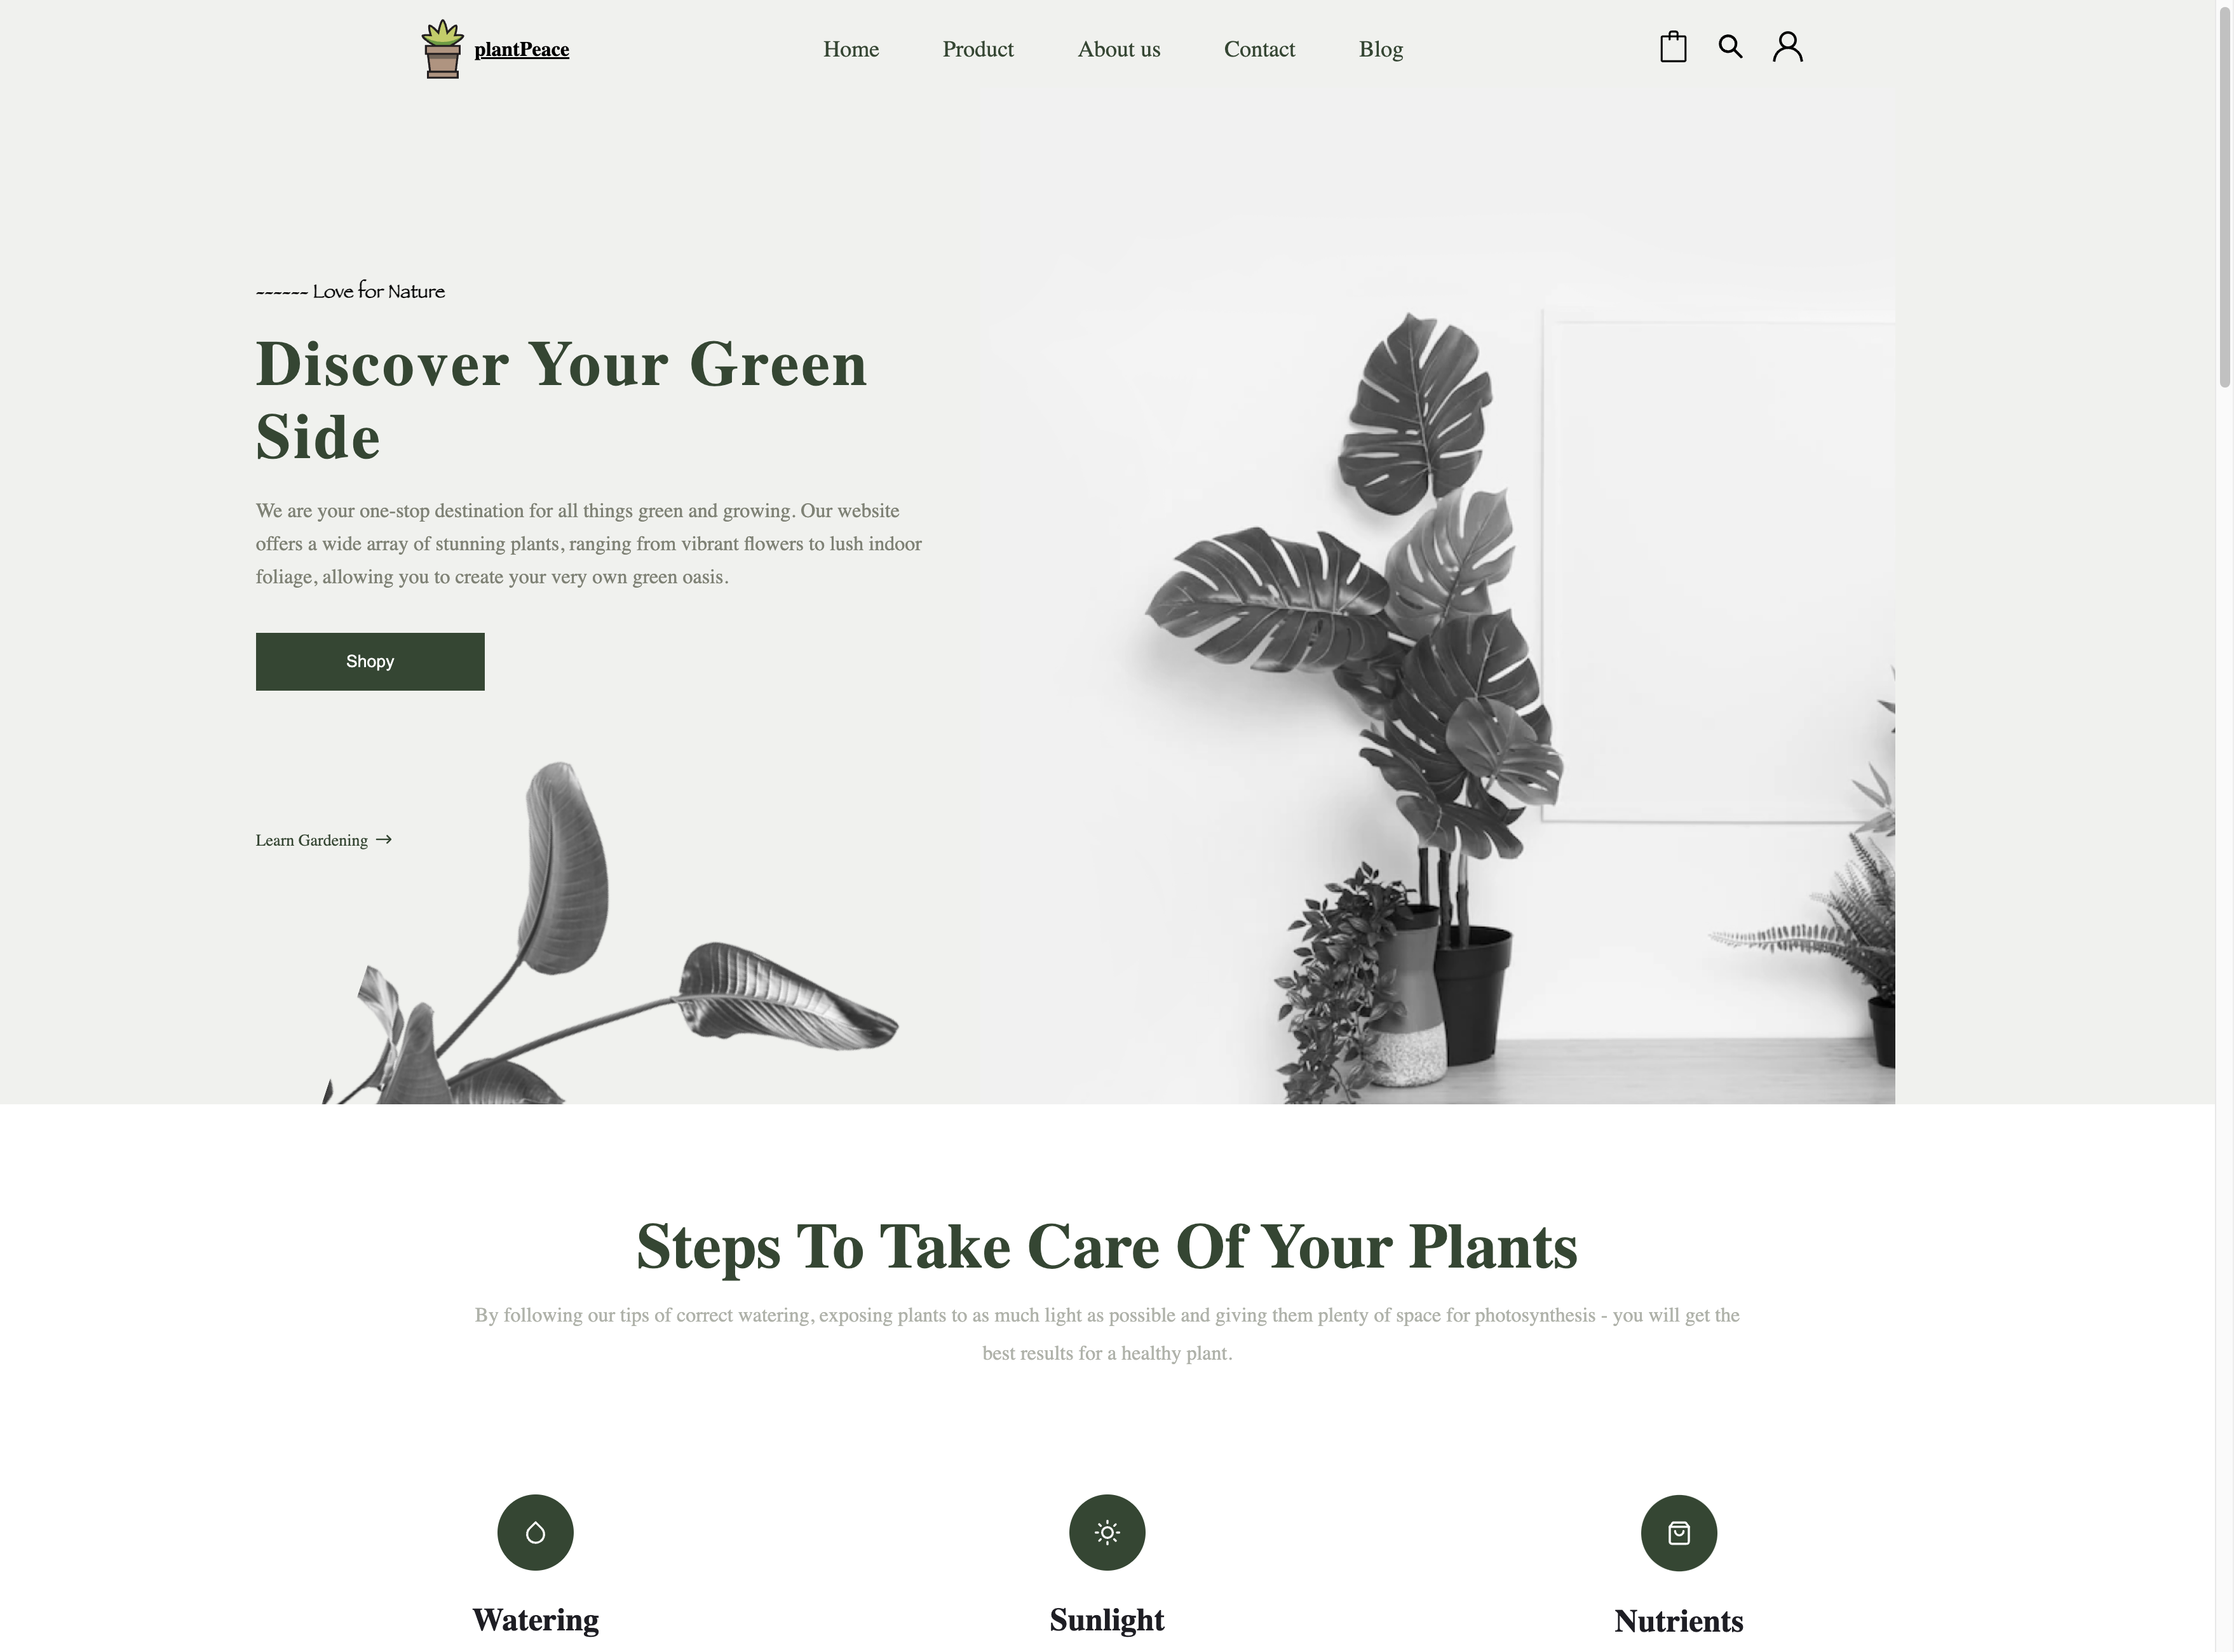 plantPeace
Home
Product
About us
Contact
Blog
------ Love for Nature
Discover Your Green
Side
We are your one-stop destination for all things green and growing. Our website
offers a wide array of stunning plants, ranging from vibrant flowers to lush indoor
foliage, allowing you to create your very own green oasis.
Shopy
Learn Gardening →
Steps To Take Care Of Your Plants
By following our tips of correct watering, exposing plants to as much light as possible and giving them plenty of space for photosynthesis - you will get the
best results for a healthy plant.
Watering
Sunlight
Nutrients